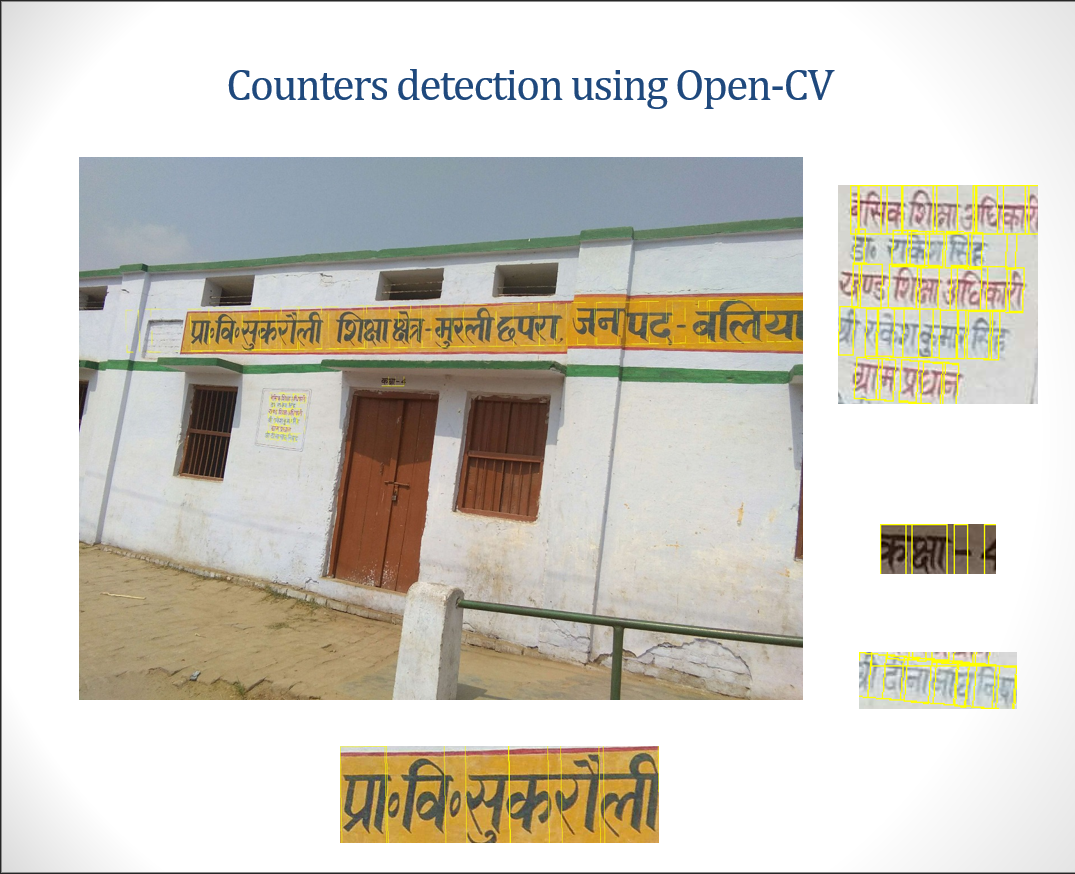 Counters detection using Open-CV
प्रा॰वि॰सुकरौली शिक्षा क्षेत्र-मुरली छपरा, जनपद-बलिया
कक्षा-4
बेसिक शिक्षा अधिकारी
डा॰ राकेश सिंह
खण्ड शिक्षा अधिकारी
श्री राकेश कुमार सिंह
ग्राम प्रधान
कक्षा-4
श्री दीनानाथ
प्रा॰वि॰सुकरौली